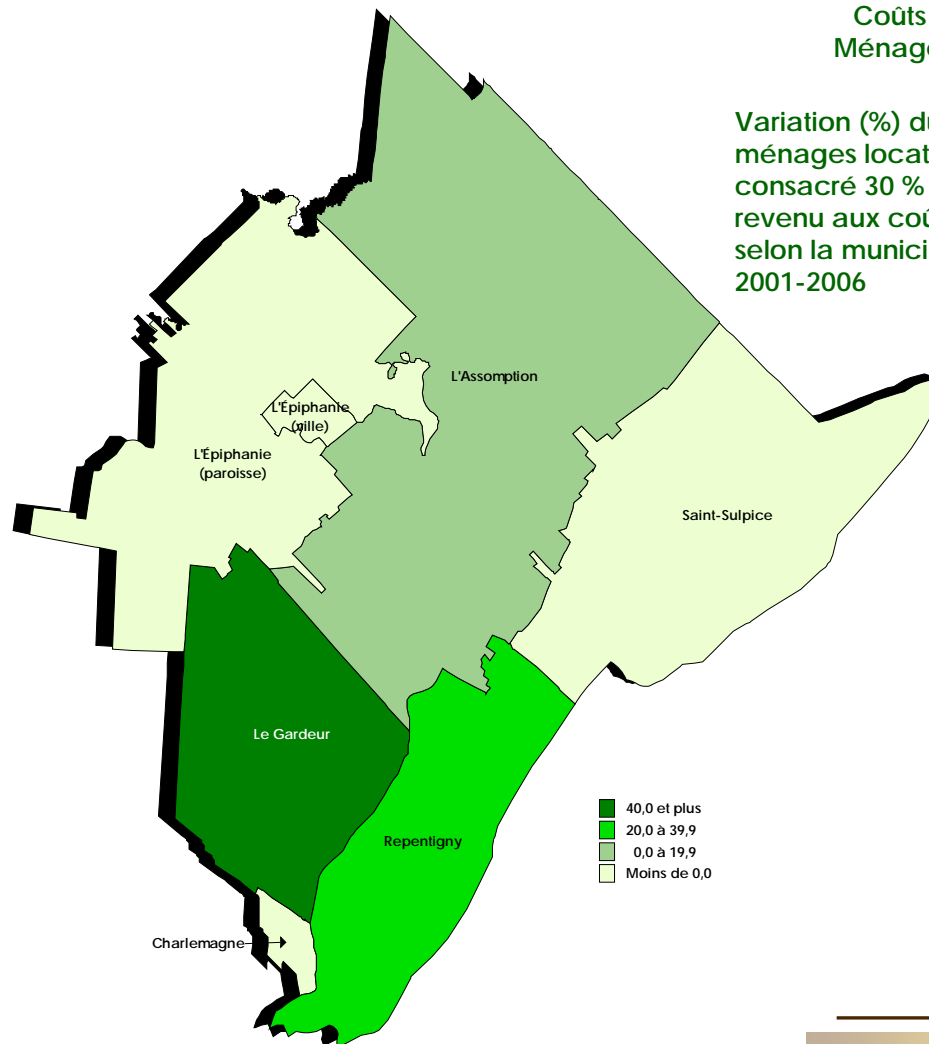 Coûts
Ménag
Variation (%) du
ménages locat
consacré 30 %
revenu aux coû
selon la munici
2001-2006
L'Assomption
L'Épiphanie
(ville)
L'Épiphanie
(paroisse)
Saint-Sulpice
Le Gardeur
Repentigny
Charlemagne
40,0 et plus
20,0 à 39,9
0,0 à 19,9
Moins de 0,0